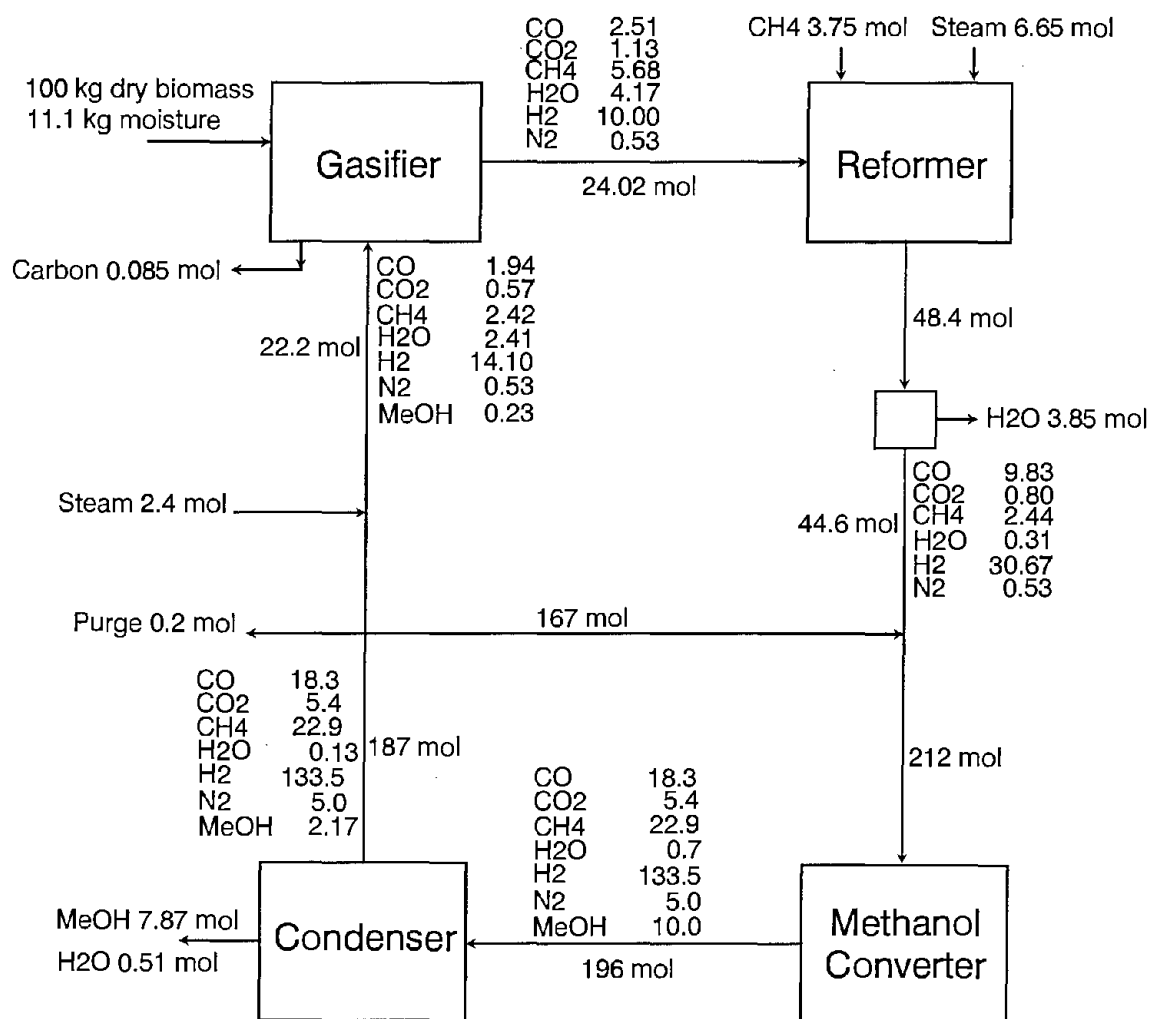 CO 2.51
CO2 1.13
CH4 5.68
H2O 4.17
H2 10.00
N2 0.53
CH4 3.75 mol Steam 6.65 mol
100 kg dry biomass
11.1 kg moisture
Gasifier
24.02 mol
Reformer
Carbon 0.085 mol
22.2 mol
CO 1.94
CO2 0.57
CH4 2.42
H2O 2.41
H2 14.10
N2 0.53
MeOH 0.23
48.4 mol
H2O 3.85 mol
44.6 mol
CO 9.83
CO2 0.80
CH4 2.44
H2O 0.31
H2 30.67
N2 0.53
Steam 2.4 mol
Purge 0.2 mol
167 mol
CO 18.3
CO2 5.4
CH4 22.9
H2O 0.13
H2 133.5
N2 5.0
MeOH 2.17
187 mol
212 mol
CO 18.3
CO2 5.4
CH4 22.9
H2O 0.7
H2 133.5
N2 5.0
MeOH 10.0
196 mol
MeOH 7.87 mol
H2O 0.51 mol
Condenser
Methanol
Converter